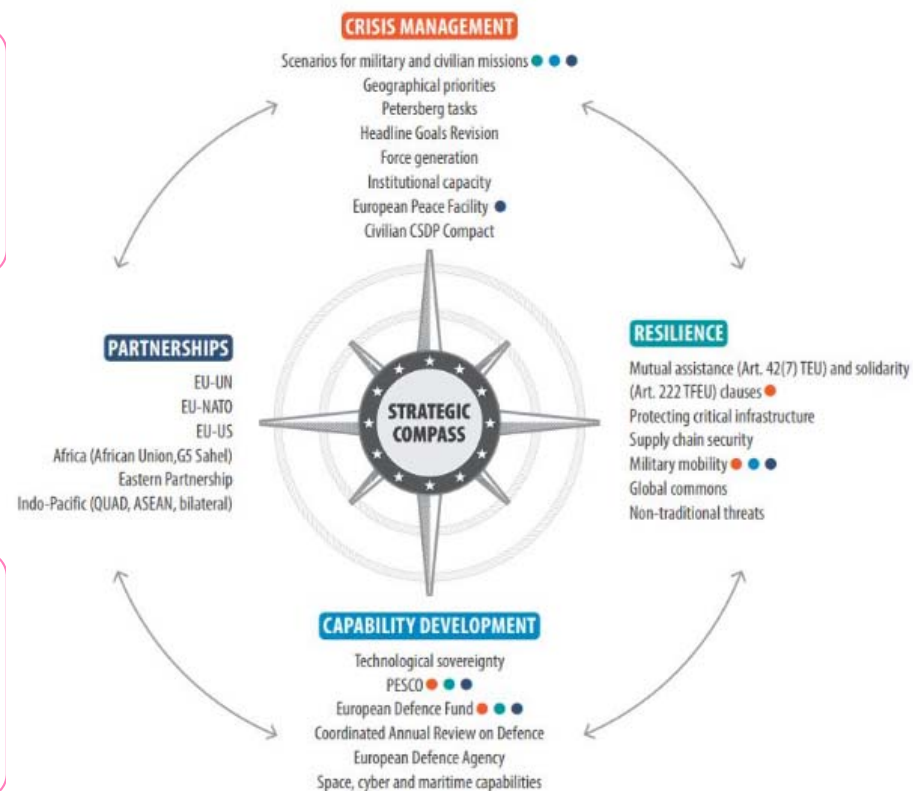 CRISIS MANAGEMENT
Scenarios for military and civilian missions
Geographical priorities
Petersberg tasks
Headline Goals Revision
Force generation
Institutional capacity
European Peace Facility
Civilian CSDP Compact
PARTNERSHIPS
EU-UN
EU-NATO
EU-US
Africa (African Union,G5 Sahel)
Eastern Partnership
Indo-Pacific (QUAD, ASEAN, bilateral)
STRATEGIC
COMPASS
RESILIENCE
Mutual assistance (Art. 42(7) TEU) and solidarity
(Art. 222 TFEU) clauses
Protecting critical infrastructure
Supply chain security
Military mobility
Global commons
Non-traditional threats
CAPABILITY DEVELOPMENT
Technological sovereignty
PESCO
European Defence Fund
Coordinated Annual Review on Defence
European Defence Agency
Space, cyber and maritime capabilities